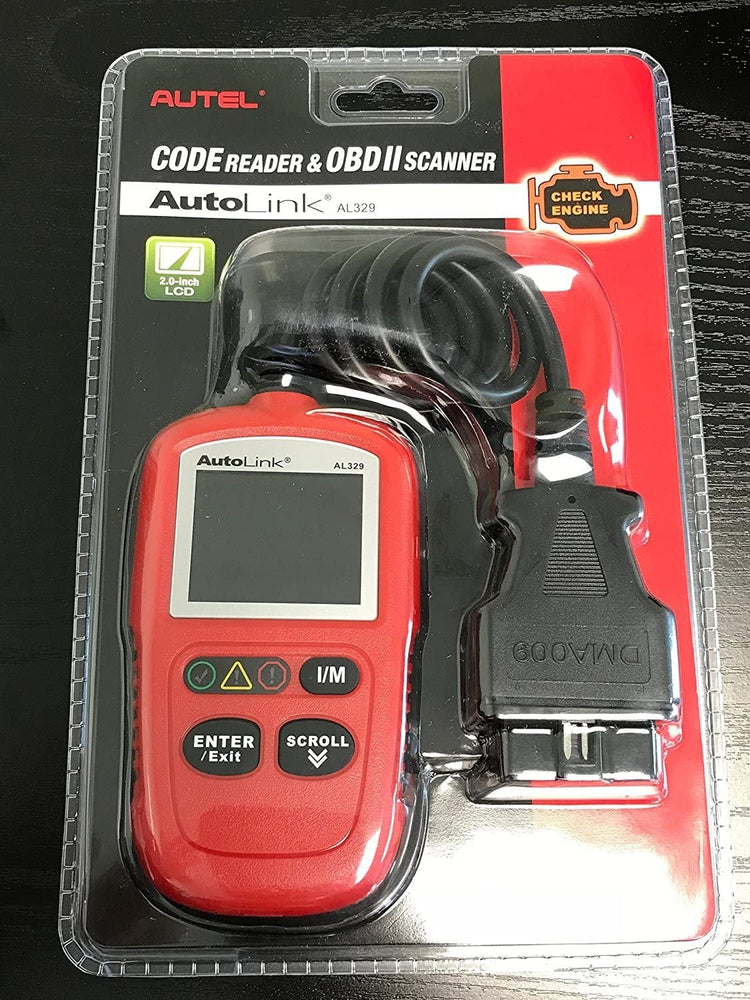 AUTEL®
CODE READER & OBD II SCANNER
AutoLink® AL329
CHECK
ENGINE
2.0-inch
LCD
AutoLink® AL329
I/M
ENTER
/Exit
SCROLL
DMA009